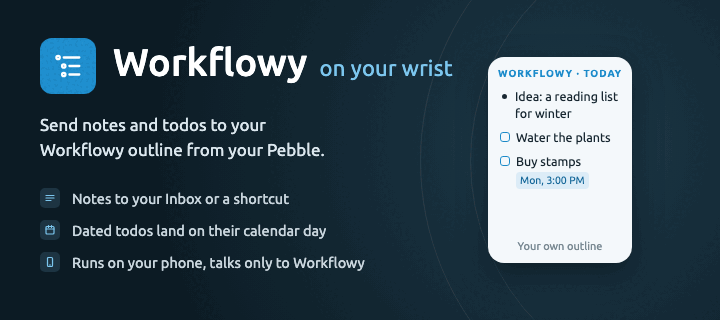 Workflowy on your wrist
Send notes and todos to your
Workflowy outline from your Pebble.
Notes to your Inbox or a shortcut
Dated todos land on their calendar day
Runs on your phone, talks only to Workflowy
WORKFLOWY · TODAY
• Idea: a reading list
for winter
Water the plants
Buy stamps
Mon, 3:00 PM
Your own outline